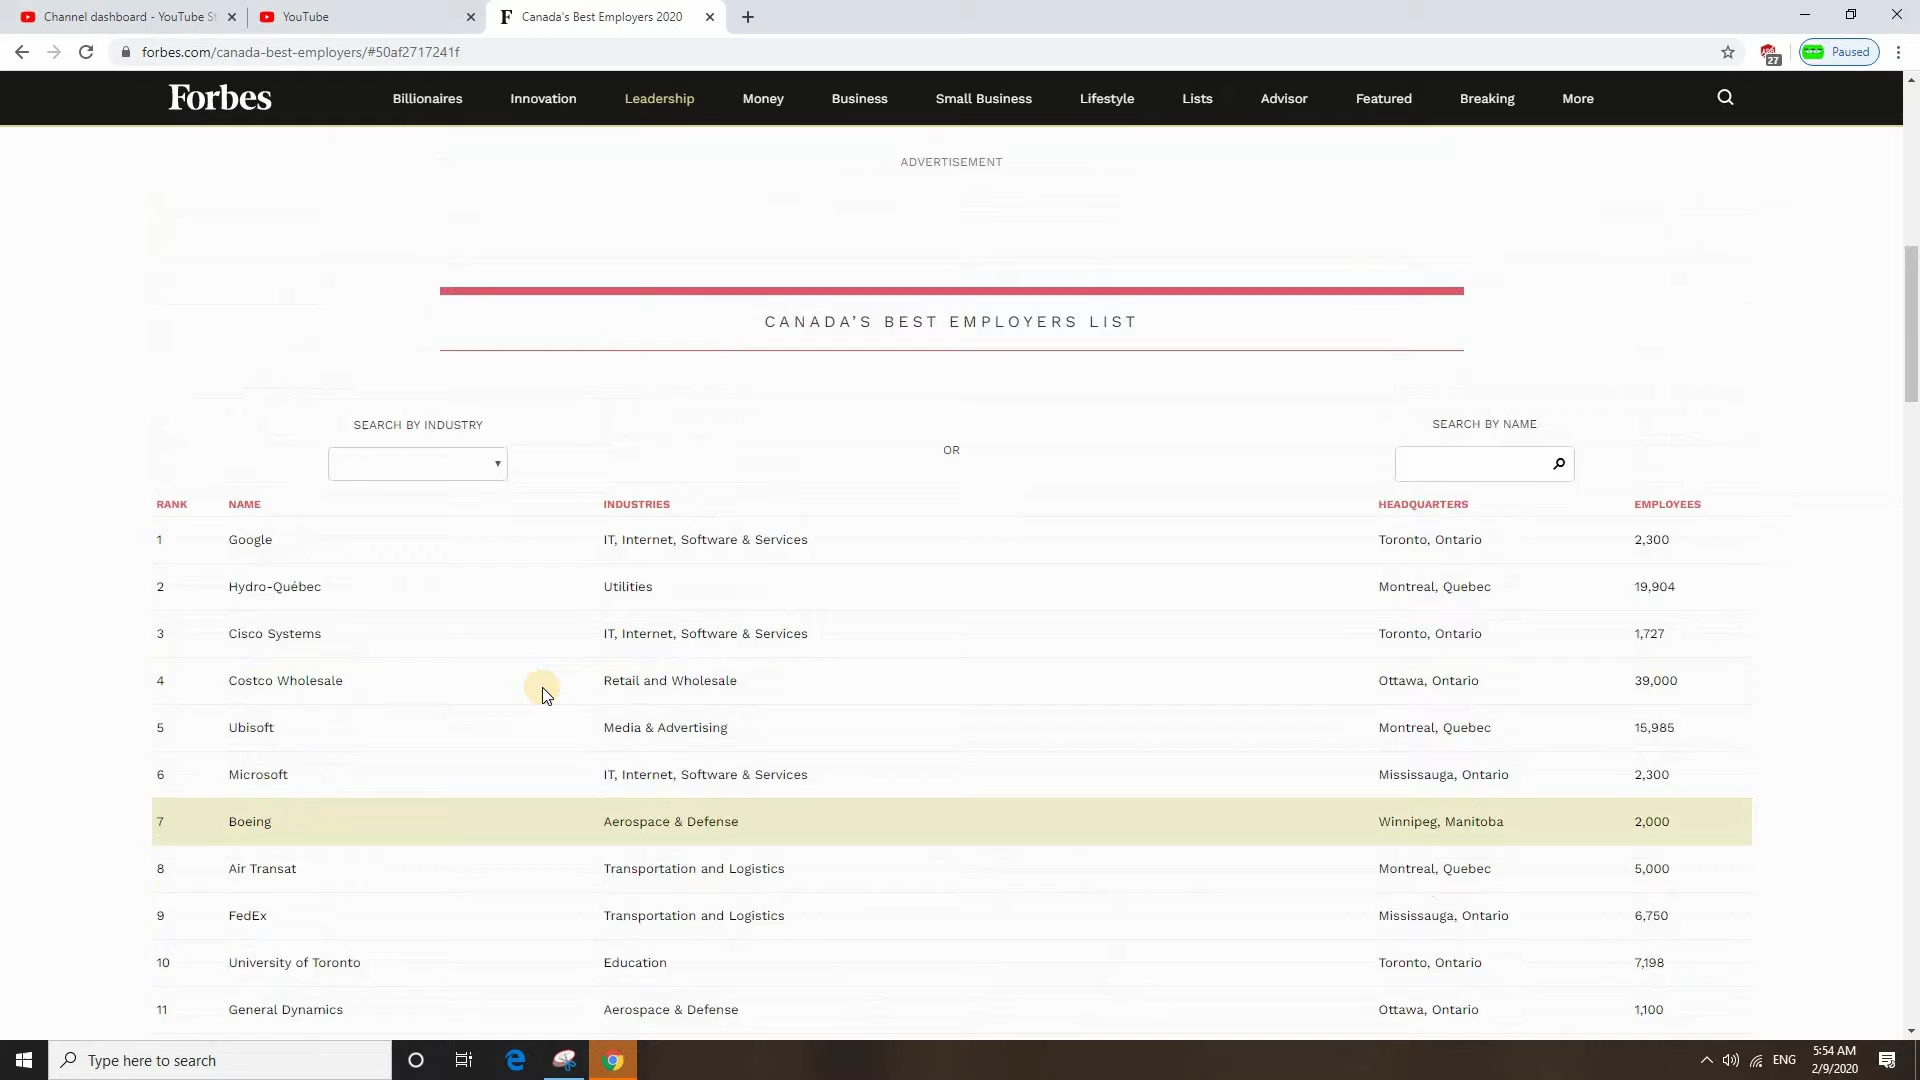 Channel dashboard - YouTube St
YouTube
F Canada's Best Employers 2020
forbes.com/canada-best-employers/#50af2717241f
27
Paused
Forbes Billionaires Innovation Leadership Money Business Small Business Lifestyle Lists Advisor Featured Breaking More
ADVERTISEMENT
CANADA’S BEST EMPLOYERS LIST
SEARCH BY INDUSTRY
OR
SEARCH BY NAME
RANK NAME INDUSTRIES HEADQUARTERS EMPLOYEES
1 Google IT, Internet, Software & Services Toronto, Ontario 2,300
2 Hydro-Québec Utilities Montreal, Quebec 19,904
3 Cisco Systems IT, Internet, Software & Services Toronto, Ontario 1,727
4 Costco Wholesale Retail and Wholesale Ottawa, Ontario 39,000
5 Ubisoft Media & Advertising Montreal, Quebec 15,985
6 Microsoft IT, Internet, Software & Services Mississauga, Ontario 2,300
7 Boeing Aerospace & Defense Winnipeg, Manitoba 2,000
8 Air Transat Transportation and Logistics Montreal, Quebec 5,000
9 FedEx Transportation and Logistics Mississauga, Ontario 6,750
10 University of Toronto Education Toronto, Ontario 7,198
11 General Dynamics Aerospace & Defense Ottawa, Ontario 1,100
Type here to search
ENG
5:54 AM
2/9/2020